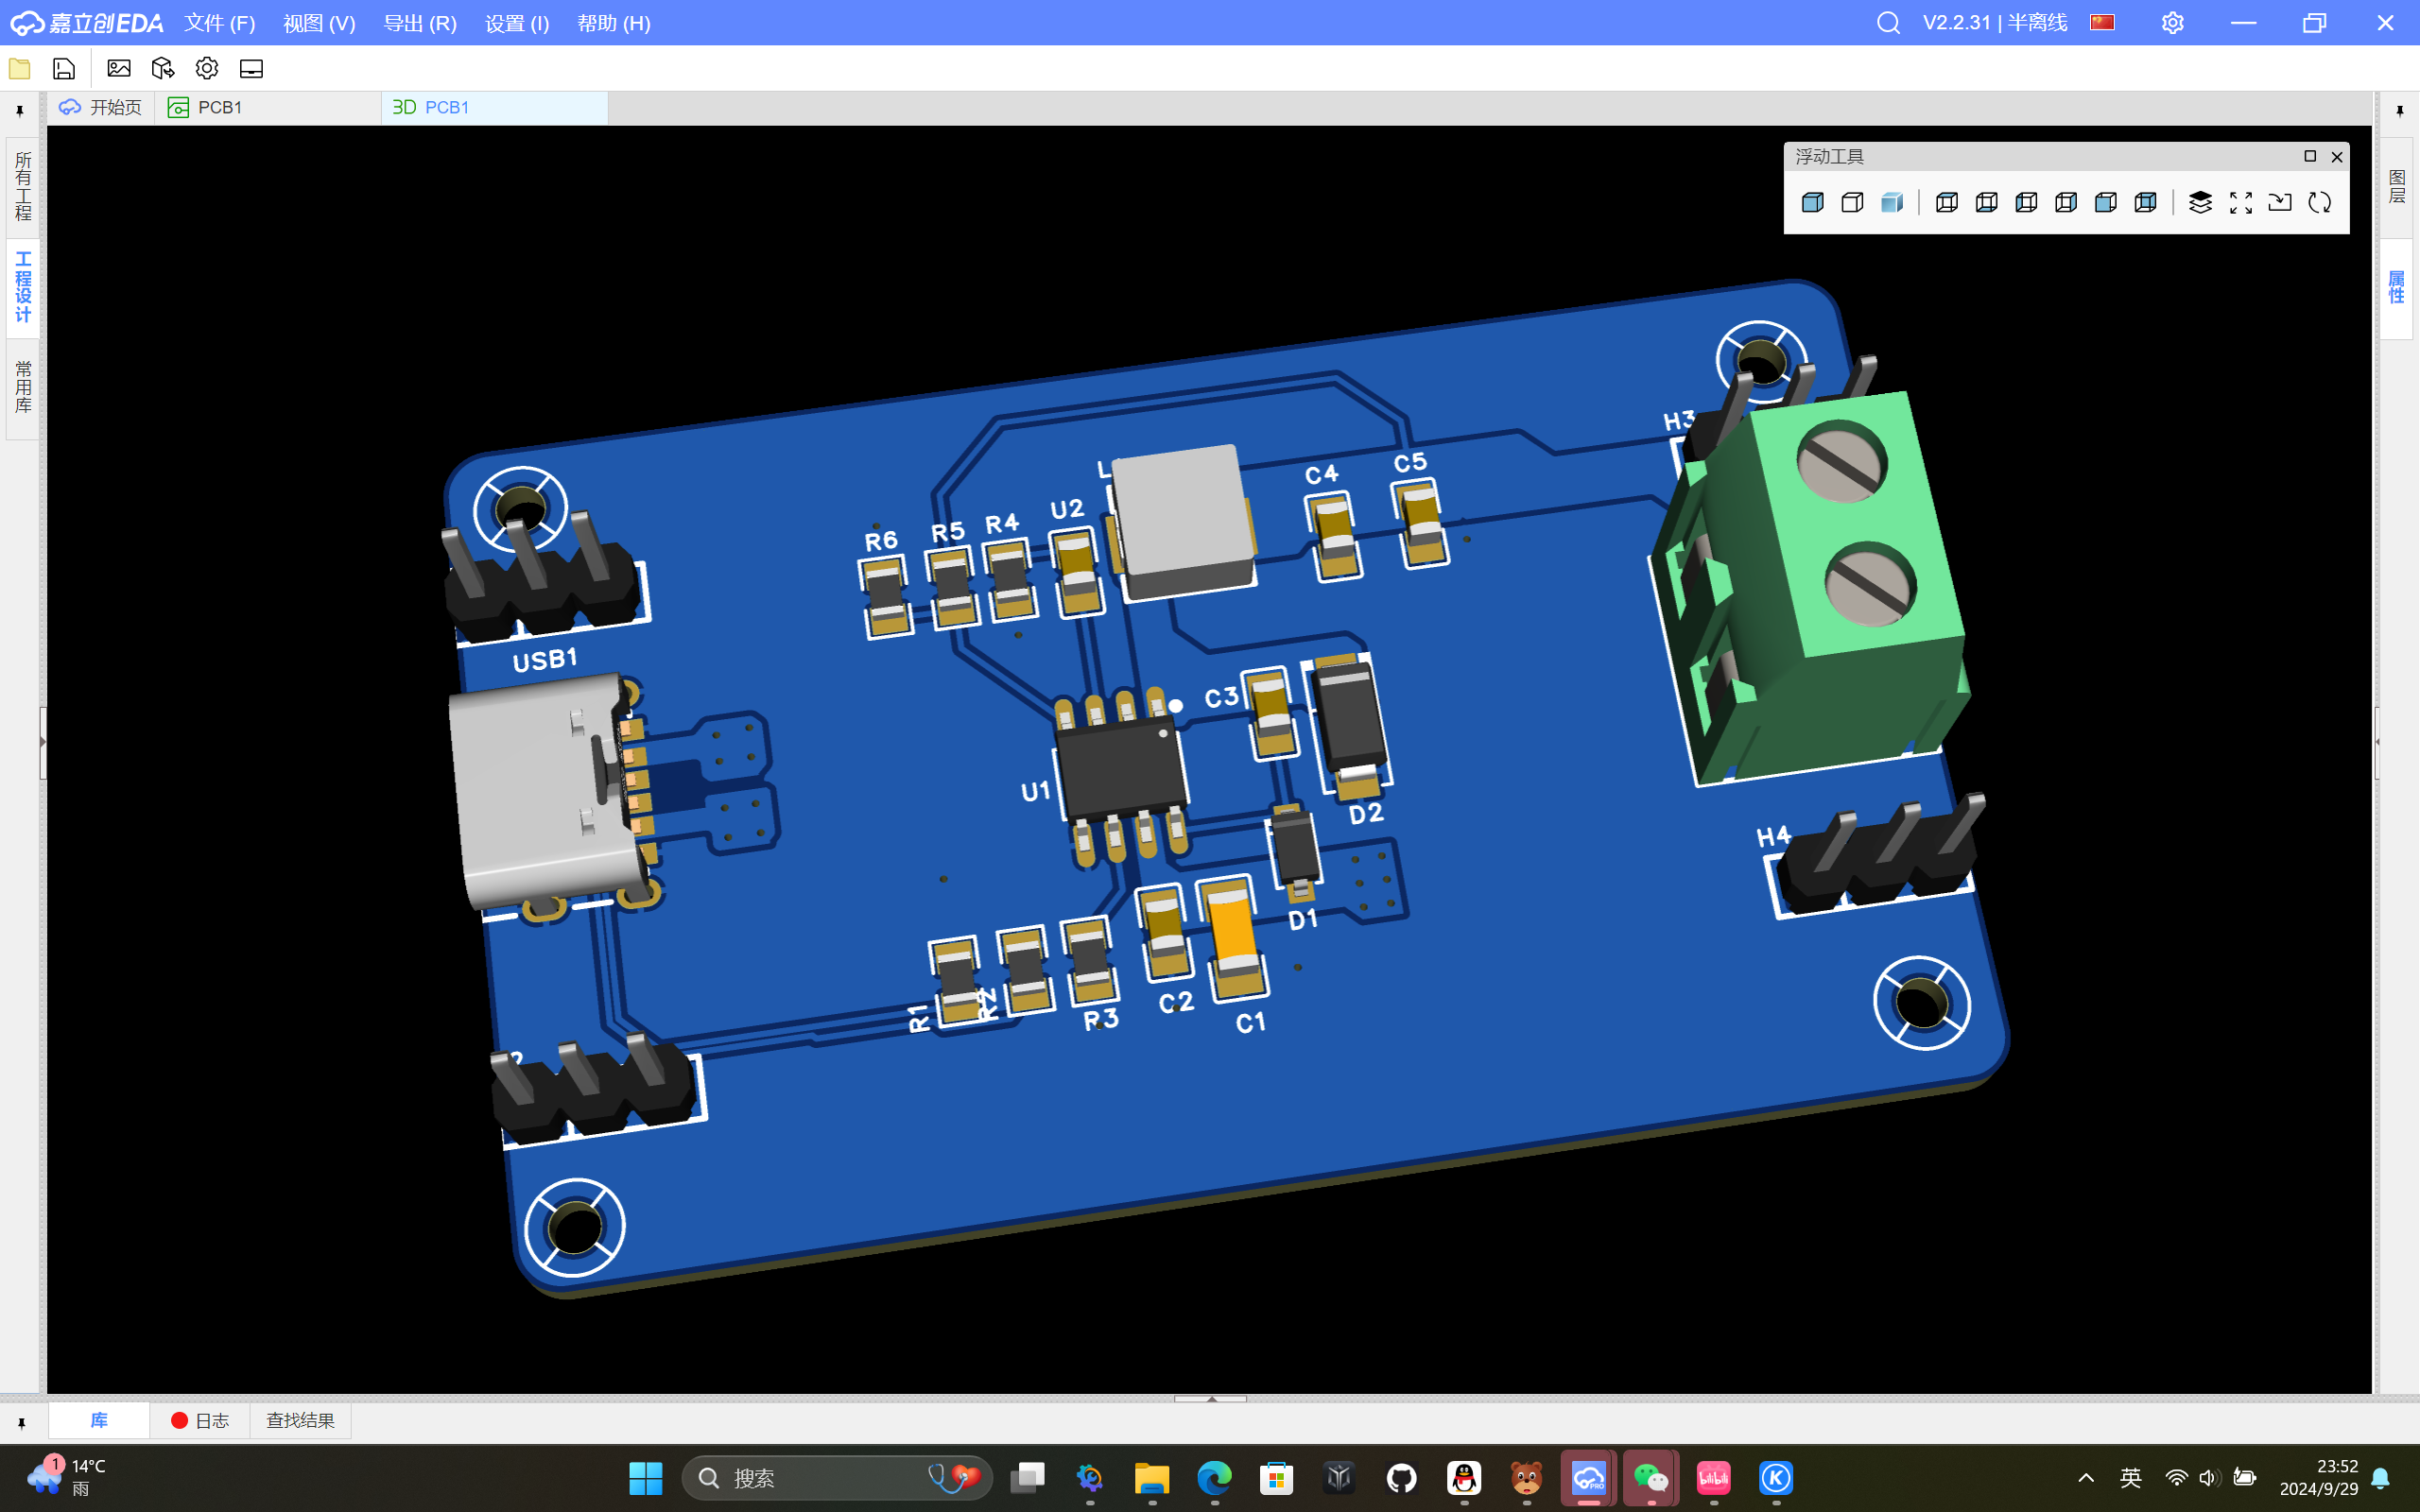 嘉立创EDA 文件 (F) 视图 (V) 导出 (R) 设置 (I) 帮助 (H) V2.2.31 | 半离线
开始页 PCB1 3D PCB1
所有工程
工程设计
常用库
浮动工具
图层
属性
H3
L
C4
C5
U2
R4
R5
R6
USB1
C3
U1
D2
H4
D1
R1
R2
R3
C2
C1
库 日志 查找结果
1
14°C
雨
搜索
PRO
bilibili
K
英
23:52
2024/9/29